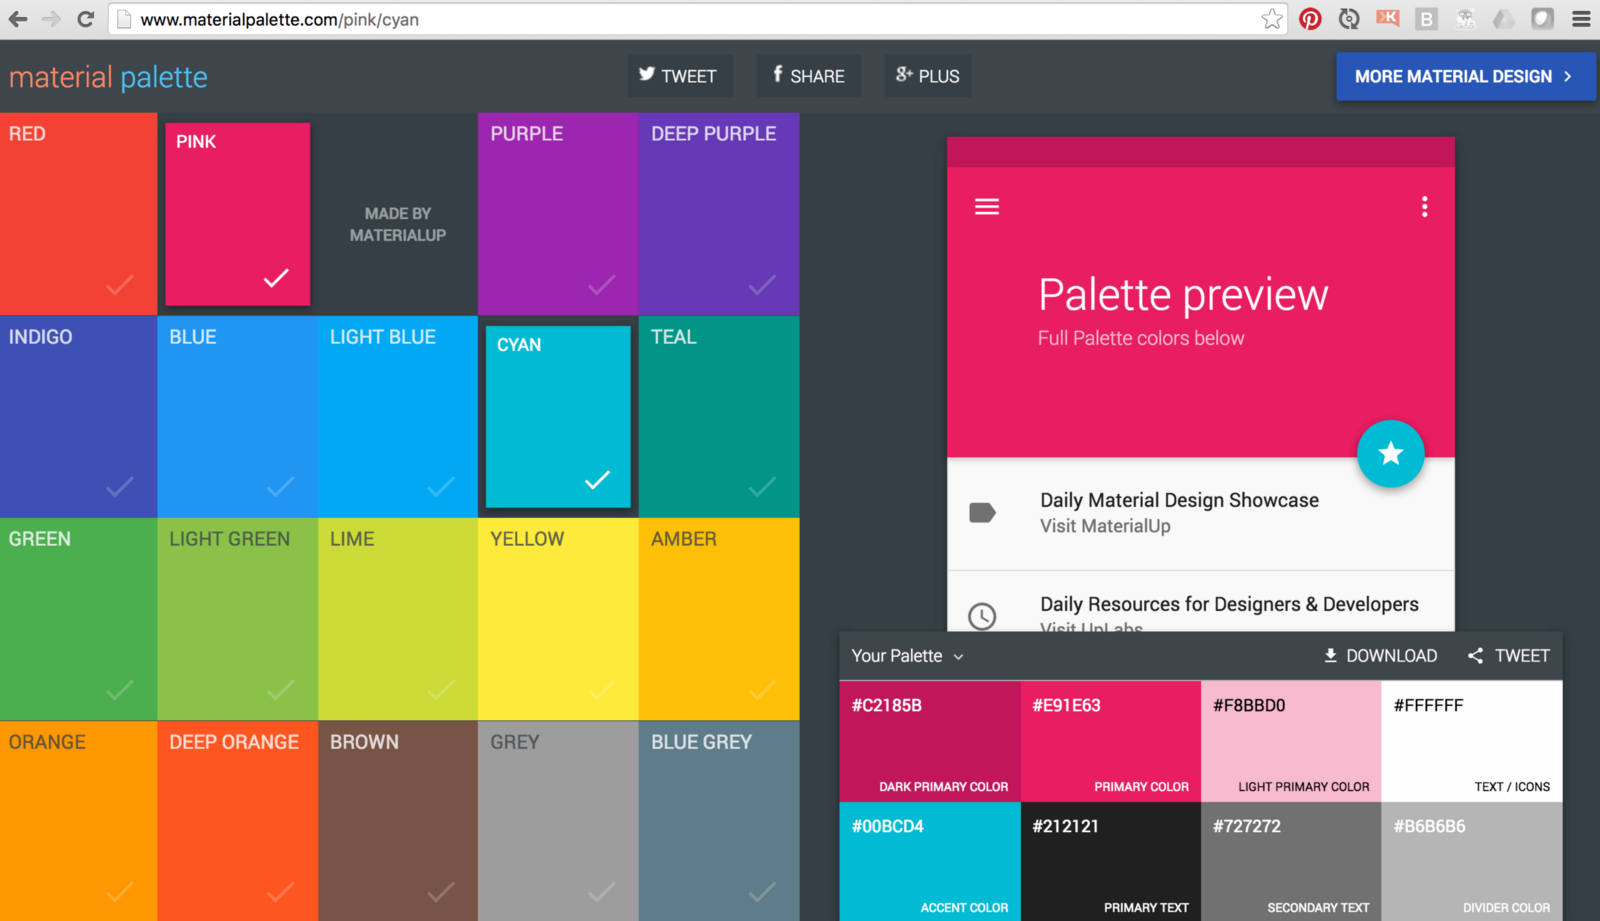 www.materialpalette.com/pink/cyan
K
B
material palette
TWEET
SHARE
g+ PLUS
MORE MATERIAL DESIGN
RED
PINK
MADE BY
MATERIALUP
PURPLE
DEEP PURPLE
INDIGO
BLUE
LIGHT BLUE
CYAN
TEAL
GREEN
LIGHT GREEN
LIME
YELLOW
AMBER
ORANGE
DEEP ORANGE
BROWN
GREY
BLUE GREY
Palette preview
Full Palette colors below
Daily Material Design Showcase
Visit MaterialUp
Daily Resources for Designers & Developers
Visit UpLabs
Your Palette
DOWNLOAD
TWEET
#C2185B
DARK PRIMARY COLOR
#E91E63
PRIMARY COLOR
#F8BBD0
LIGHT PRIMARY COLOR
#FFFFFF
TEXT / ICONS
#00BCD4
ACCENT COLOR
#212121
PRIMARY TEXT
#727272
SECONDARY TEXT
#B6B6B6
DIVIDER COLOR